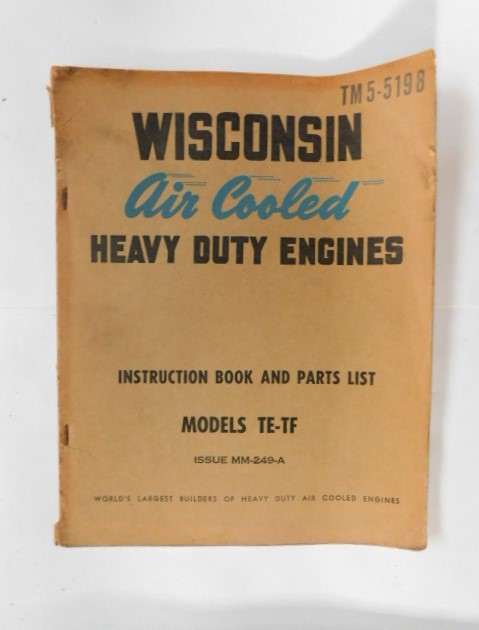 TM5-5198
WISCONSIN
Air Cooled
HEAVY DUTY ENGINES
INSTRUCTION BOOK AND PARTS LIST
MODELS TE-TF
ISSUE MM-249-A
WORLD'S LARGEST BUILDERS OF HEAVY DUTY AIR COOLED ENGINES